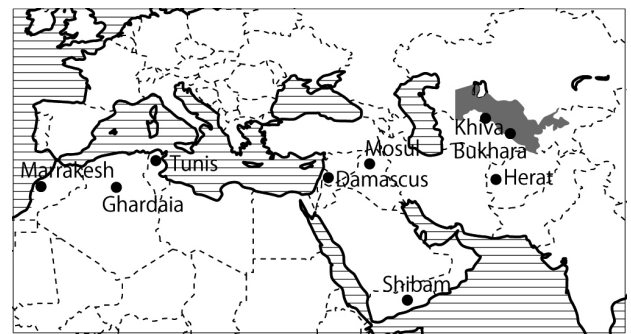 Khiva
Bukhara
Mosul
Tunis
Marrakesh
Damascus
Herat
Ghardaia
Shibam